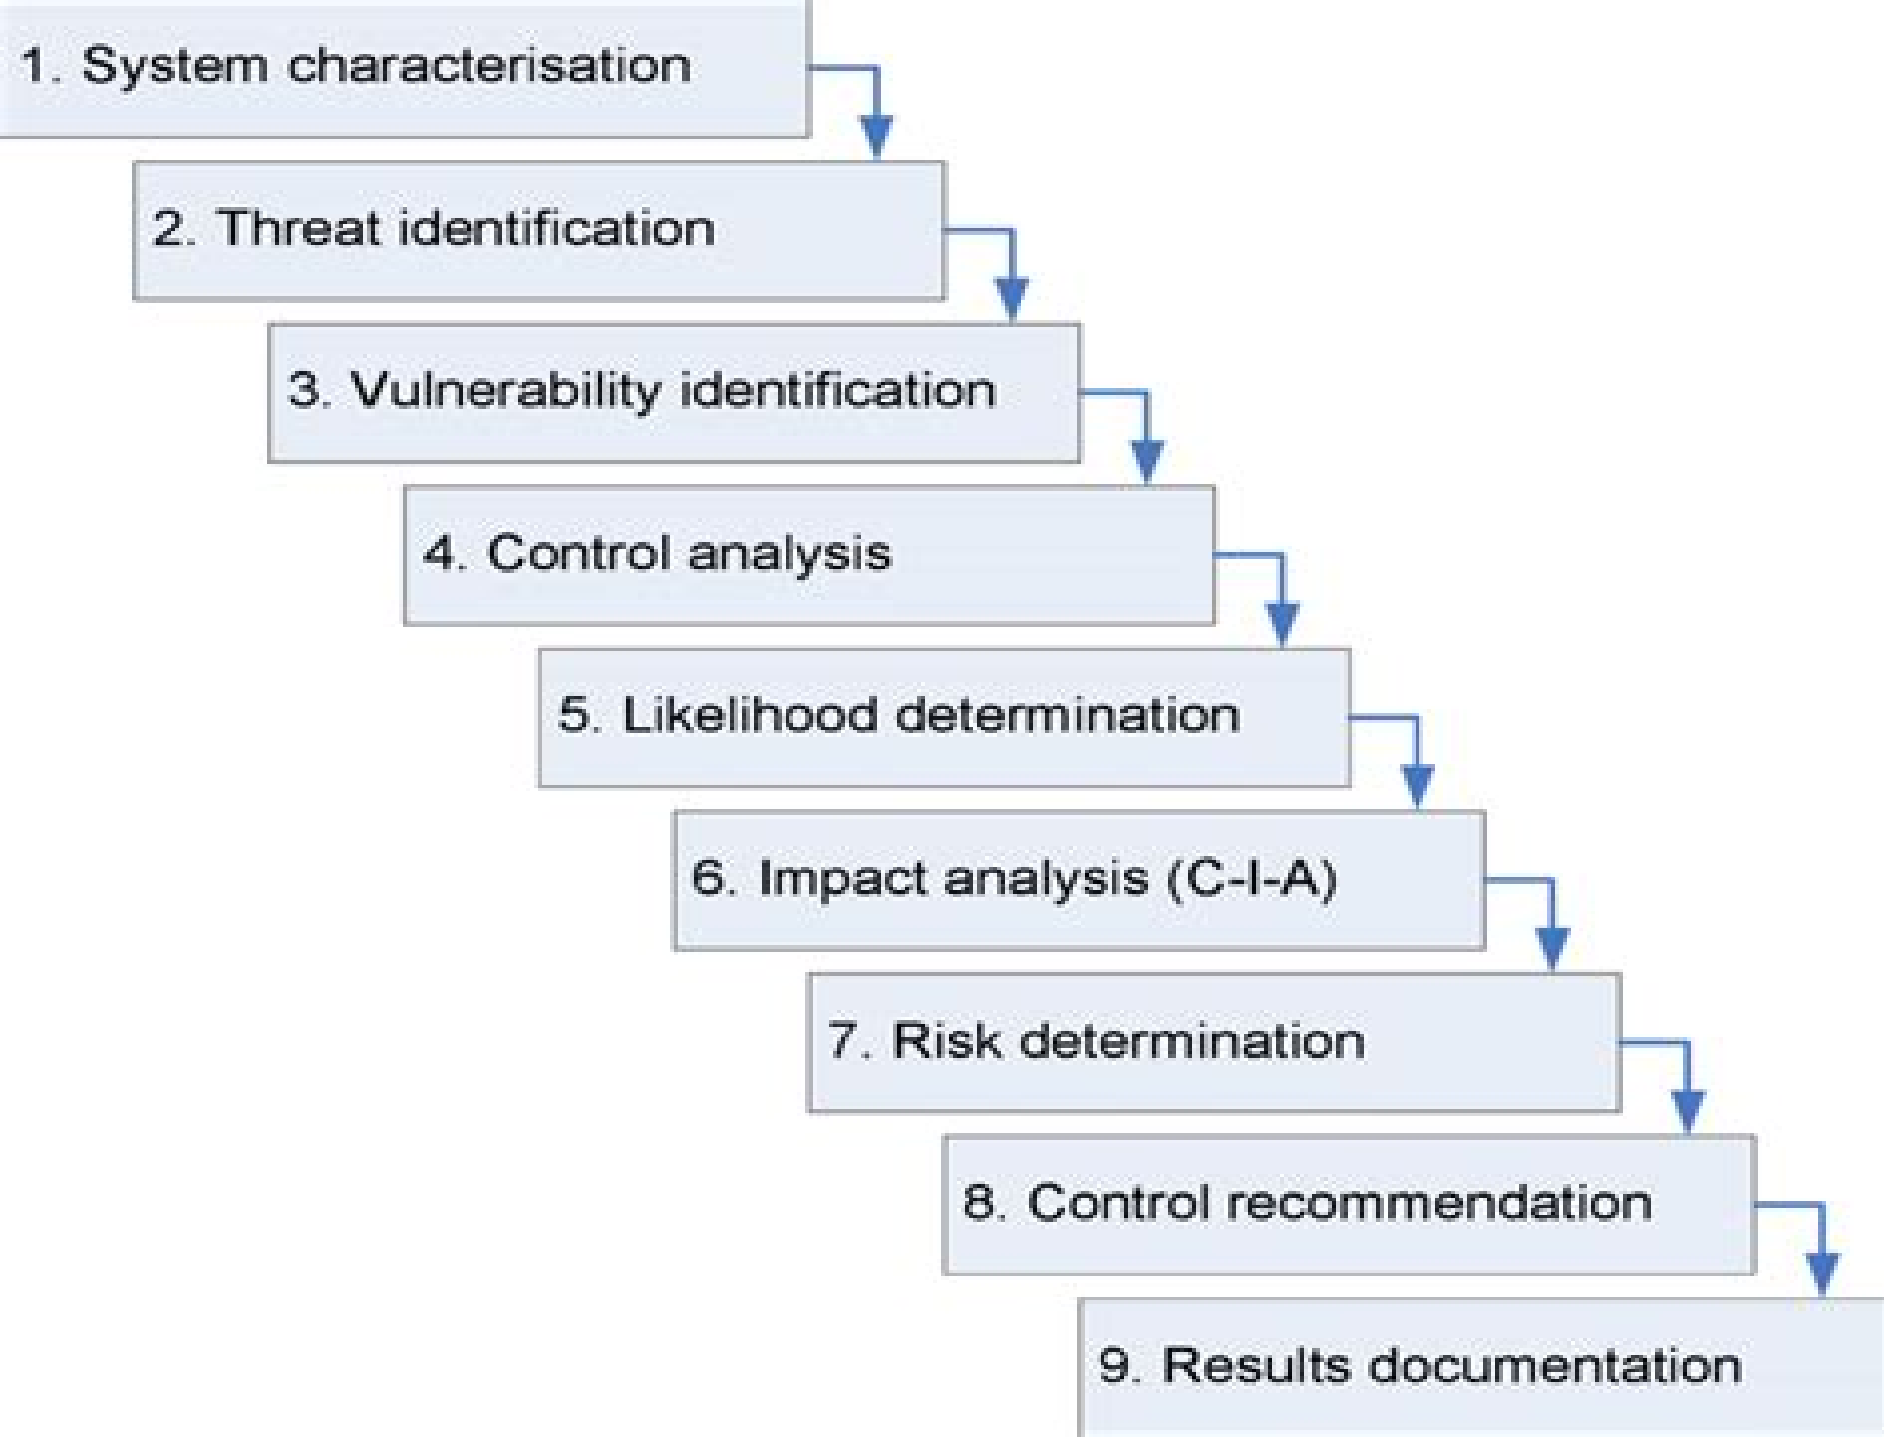 1. System characterisation
2. Threat identification
3. Vulnerability identification
4. Control analysis
5. Likelihood determination
6. Impact analysis (C-I-A)
7. Risk determination
8. Control recommendation
9. Results documentation